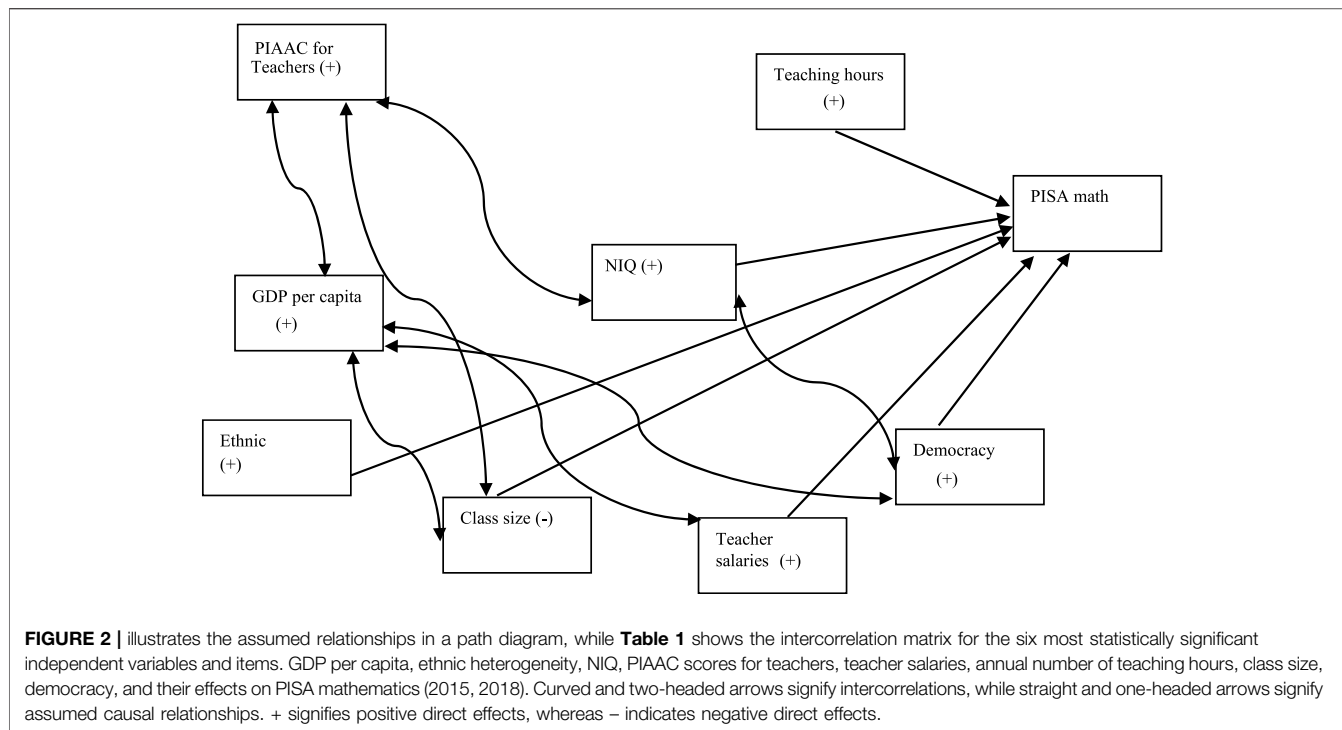 PIAAC for
Teachers (+)
Teaching hours
(+)
PISA math
NIQ (+)
GDP per capita
(+)
Ethnic
(+)
Democracy
(+)
Class size (-)
Teacher
salaries (+)
FIGURE 2 | illustrates the assumed relationships in a path diagram, while Table 1 shows the intercorrelation matrix for the six most statistically significant
independent variables and items. GDP per capita, ethnic heterogeneity, NIQ, PIAAC scores for teachers, teacher salaries, annual number of teaching hours, class size,
democracy, and their effects on PISA mathematics (2015, 2018). Curved and two-headed arrows signify intercorrelations, while straight and one-headed arrows signify
assumed causal relationships. + signifies positive direct effects, whereas – indicates negative direct effects.